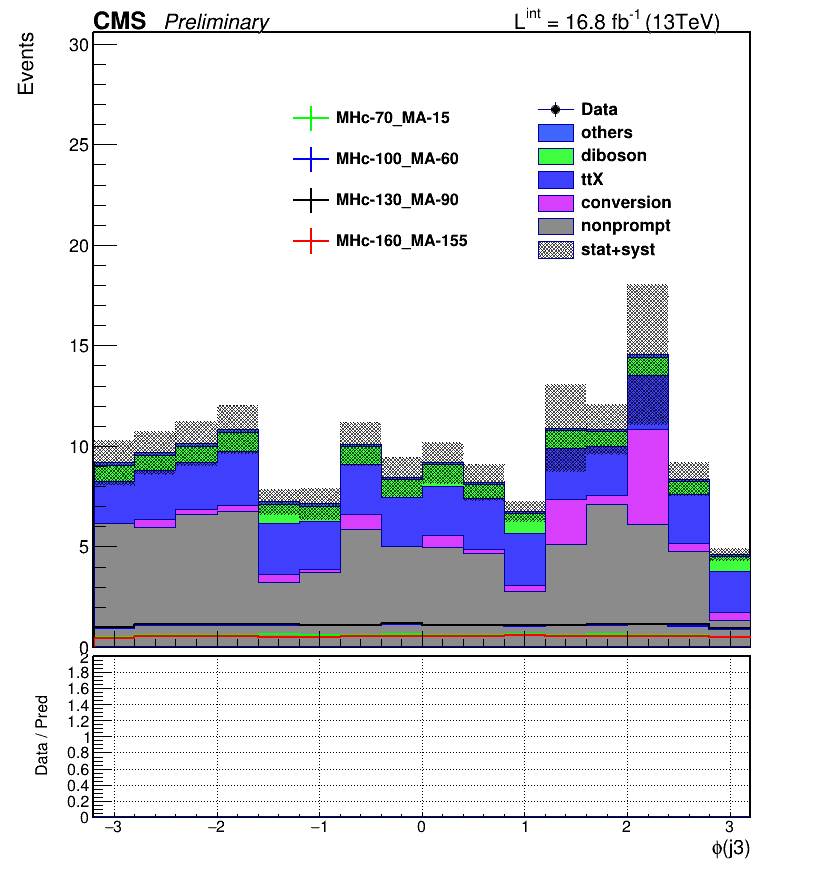 CMS Preliminary L^int = 16.8 fb^-1 (13TeV)
Events
30
25
20
15
10
5
0
MHc-70_MA-15
MHc-100_MA-60
MHc-130_MA-90
MHc-160_MA-155
Data
others
diboson
ttX
conversion
nonprompt
stat+syst
Data / Pred
2
1.8
1.6
1.4
1.2
1
0.8
0.6
0.4
0.2
0
−3 −2 −1 0 1 2 3
ϕ(j3)